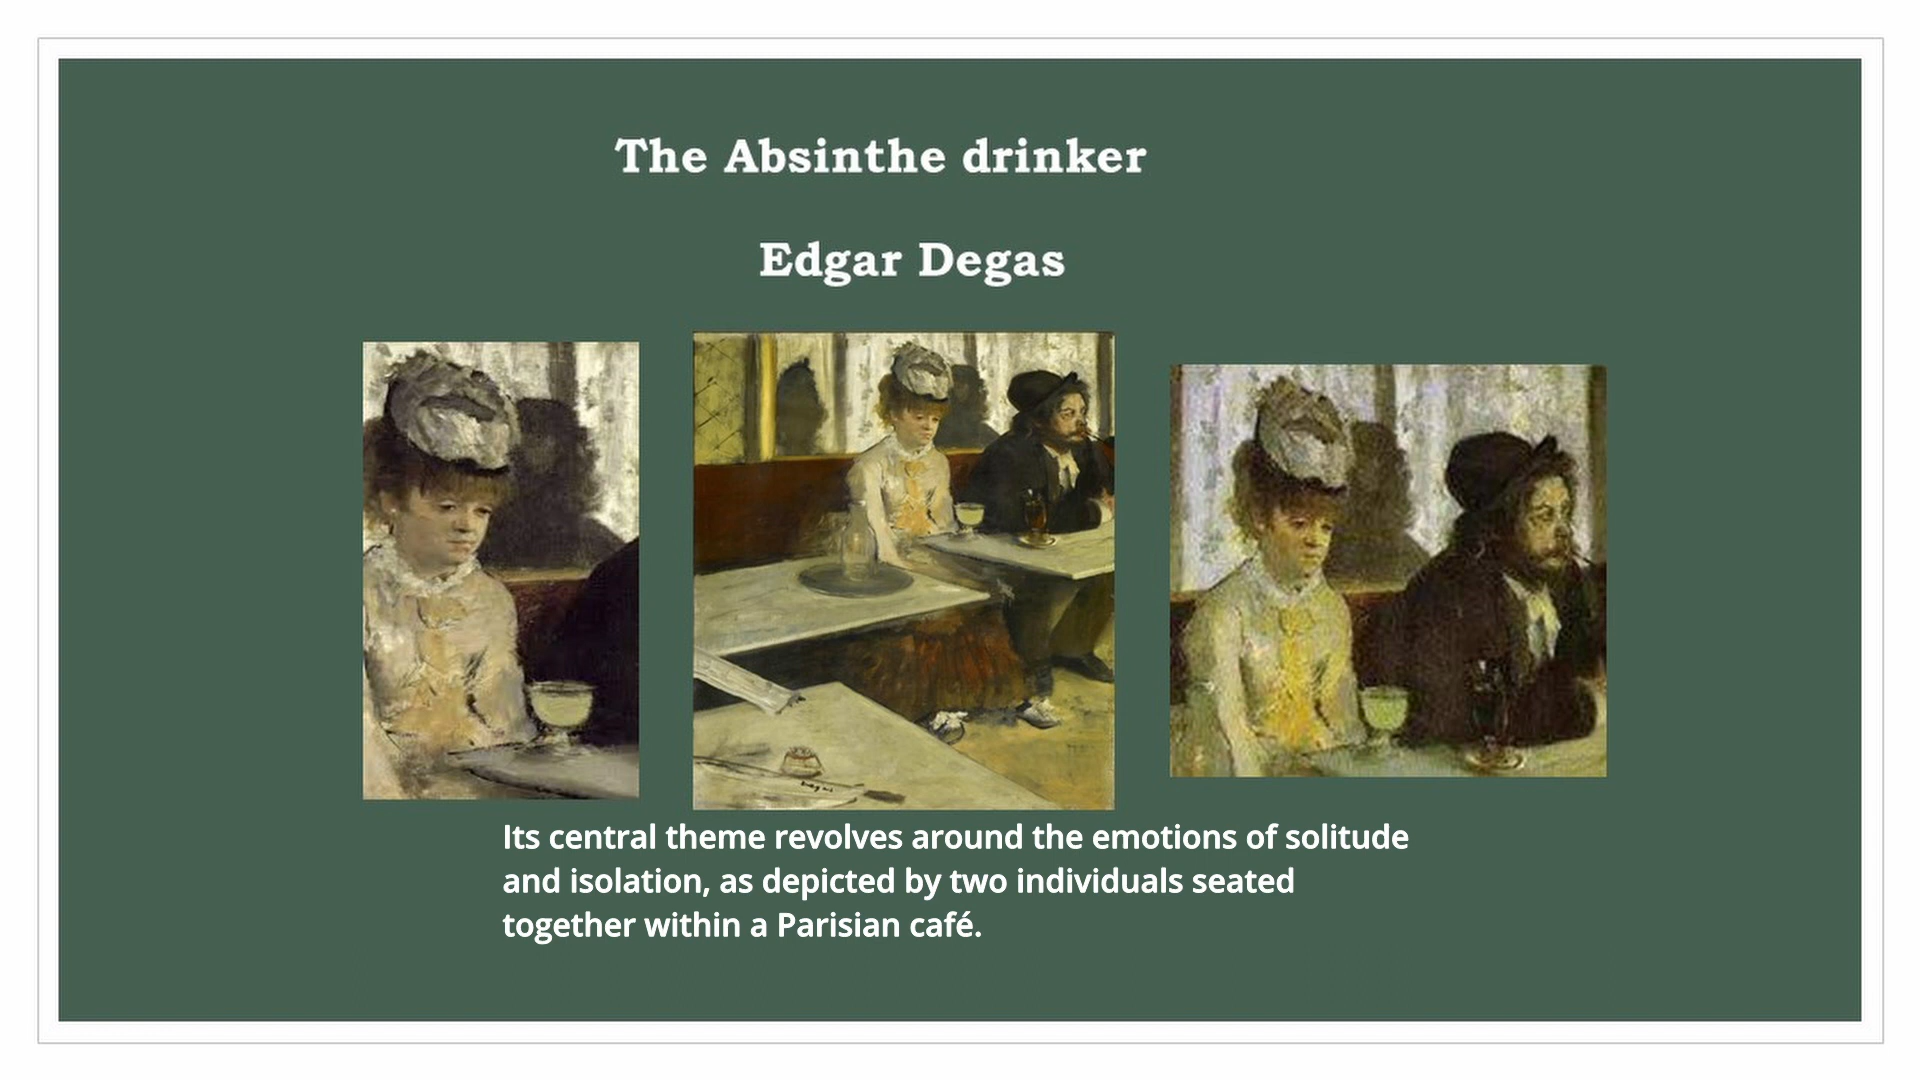 The Absinthe drinker
Edgar Degas
Its central theme revolves around the emotions of solitude
and isolation, as depicted by two individuals seated
together within a Parisian café.